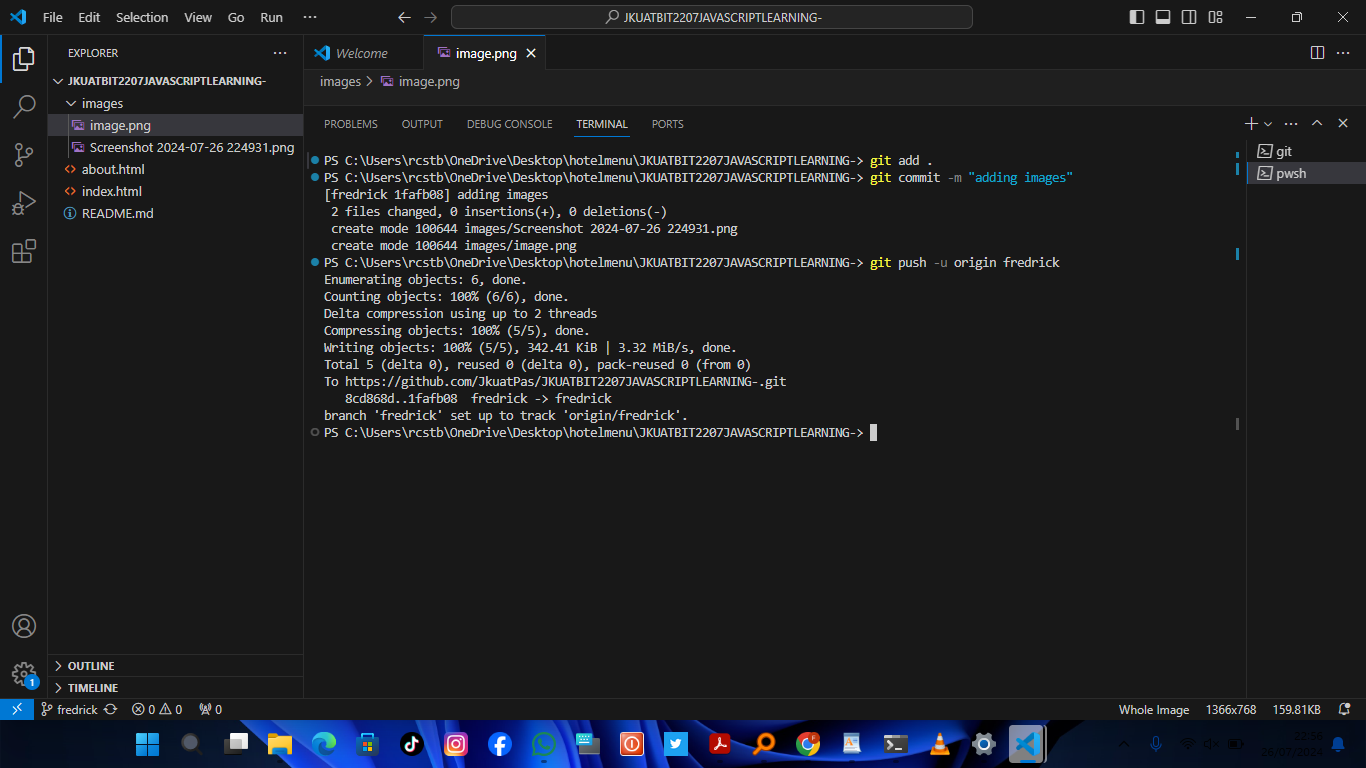 File Edit Selection View Go Run ···
JKUATBIT2207JAVASCRIPTLEARNING-
EXPLORER
JKUATBIT2207JAVASCRIPTLEARNING-
images
image.png
Screenshot 2024-07-26 224931.png
about.html
index.html
README.md
OUTLINE
TIMELINE
Welcome
image.png
images > image.png
PROBLEMS OUTPUT DEBUG CONSOLE TERMINAL PORTS
PS C:\Users\rcstb\OneDrive\Desktop\hotelmenu\JKUATBIT2207JAVASCRIPTLEARNING-> git add .
PS C:\Users\rcstb\OneDrive\Desktop\hotelmenu\JKUATBIT2207JAVASCRIPTLEARNING-> git commit -m "adding images"
[fredrick 1fafb08] adding images
2 files changed, 0 insertions(+), 0 deletions(-)
create mode 100644 images/Screenshot 2024-07-26 224931.png
create mode 100644 images/image.png
PS C:\Users\rcstb\OneDrive\Desktop\hotelmenu\JKUATBIT2207JAVASCRIPTLEARNING-> git push -u origin fredrick
Enumerating objects: 6, done.
Counting objects: 100% (6/6), done.
Delta compression using up to 2 threads
Compressing objects: 100% (5/5), done.
Writing objects: 100% (5/5), 342.41 KiB | 3.32 MiB/s, done.
Total 5 (delta 0), reused 0 (delta 0), pack-reused 0 (from 0)
To https://github.com/JkuatPas/JKUATBIT2207JAVASCRIPTLEARNING-.git
8cd868d..1fafb08 fredrick -> fredrick
branch 'fredrick' set up to track 'origin/fredrick'.
PS C:\Users\rcstb\OneDrive\Desktop\hotelmenu\JKUATBIT2207JAVASCRIPTLEARNING->
git
pwsh
1
fredrick 0 0 0
Whole Image 1366x768 159.81KB
26/07/2024